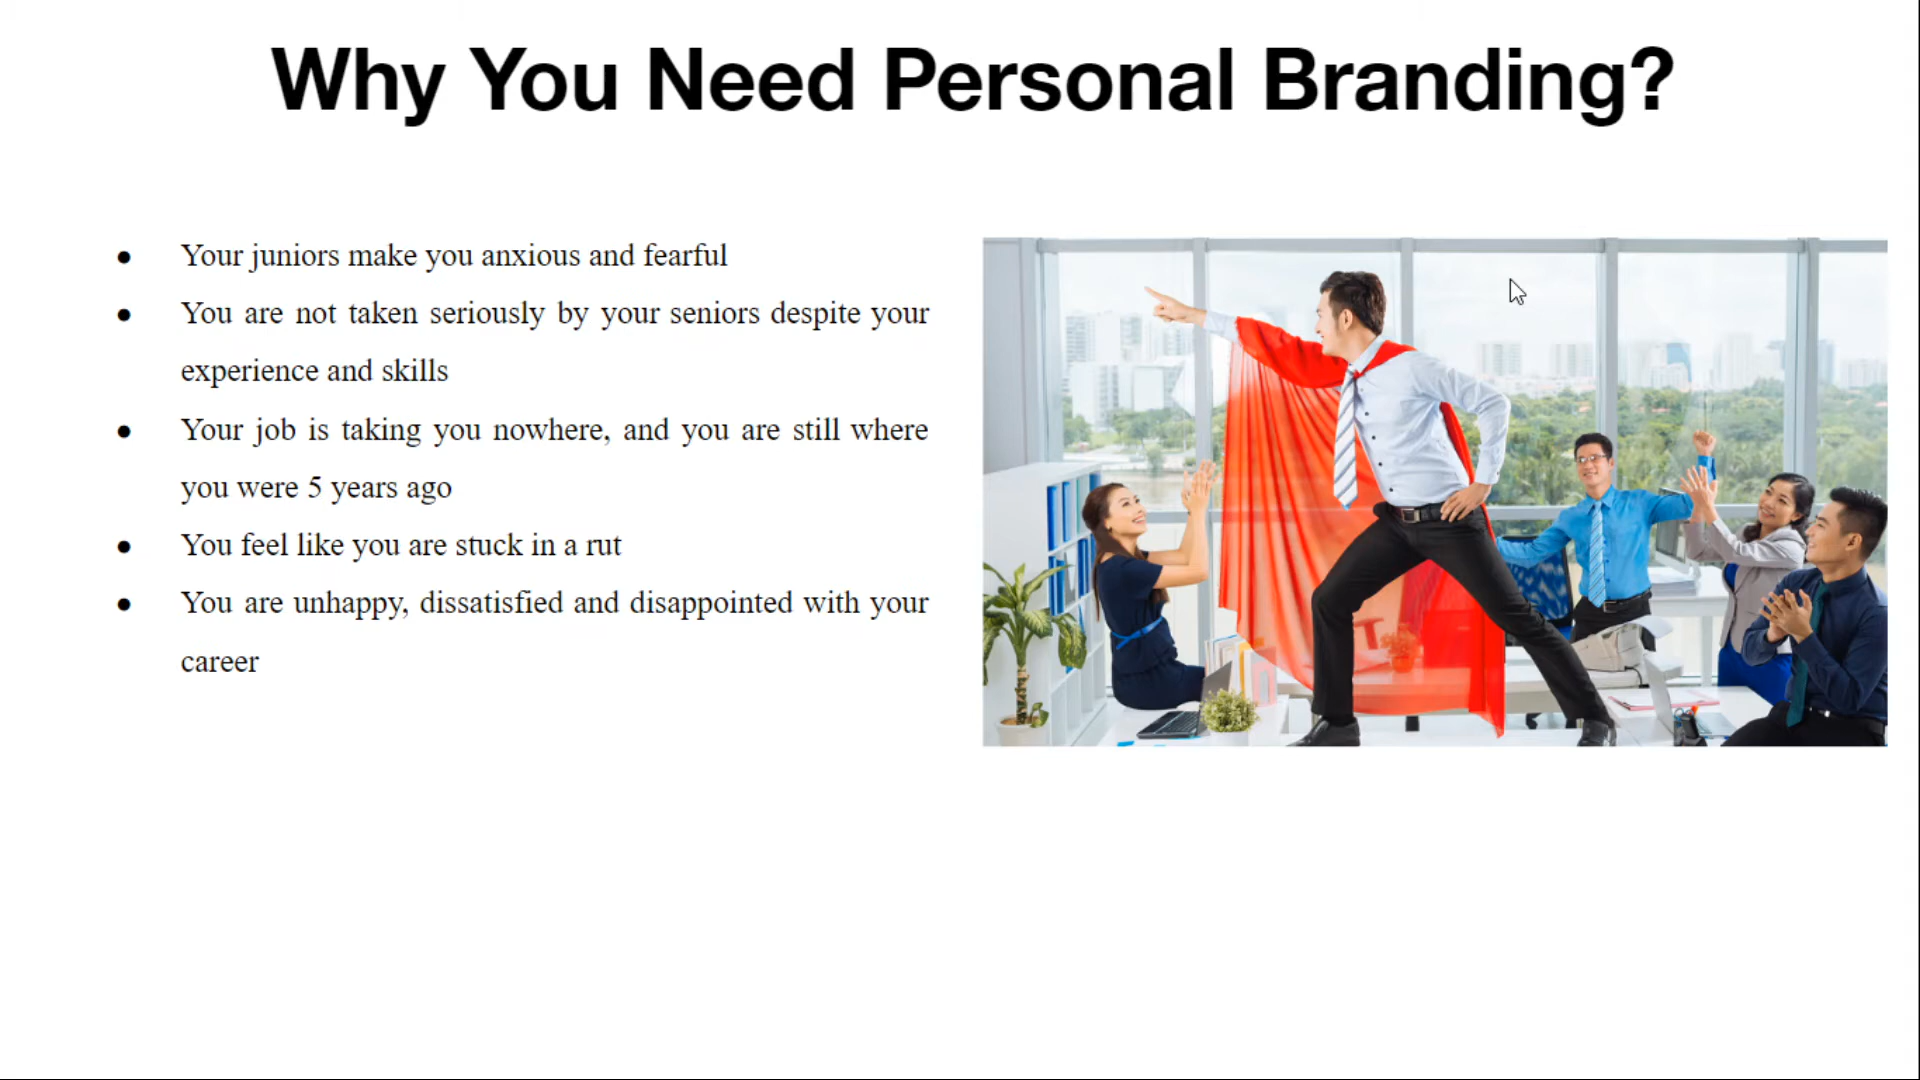 Why You Need Personal Branding?
● Your juniors make you anxious and fearful
● You are not taken seriously by your seniors despite your
experience and skills
● Your job is taking you nowhere, and you are still where
you were 5 years ago
● You feel like you are stuck in a rut
● You are unhappy, dissatisfied and disappointed with your
career